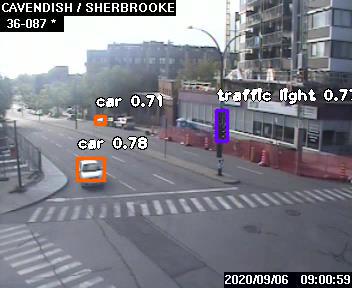 CAVENDISH / SHERBROOKE
36-087 *
car 0.71
traffic light 0.77
car 0.78
2020/09/06 09:00:59